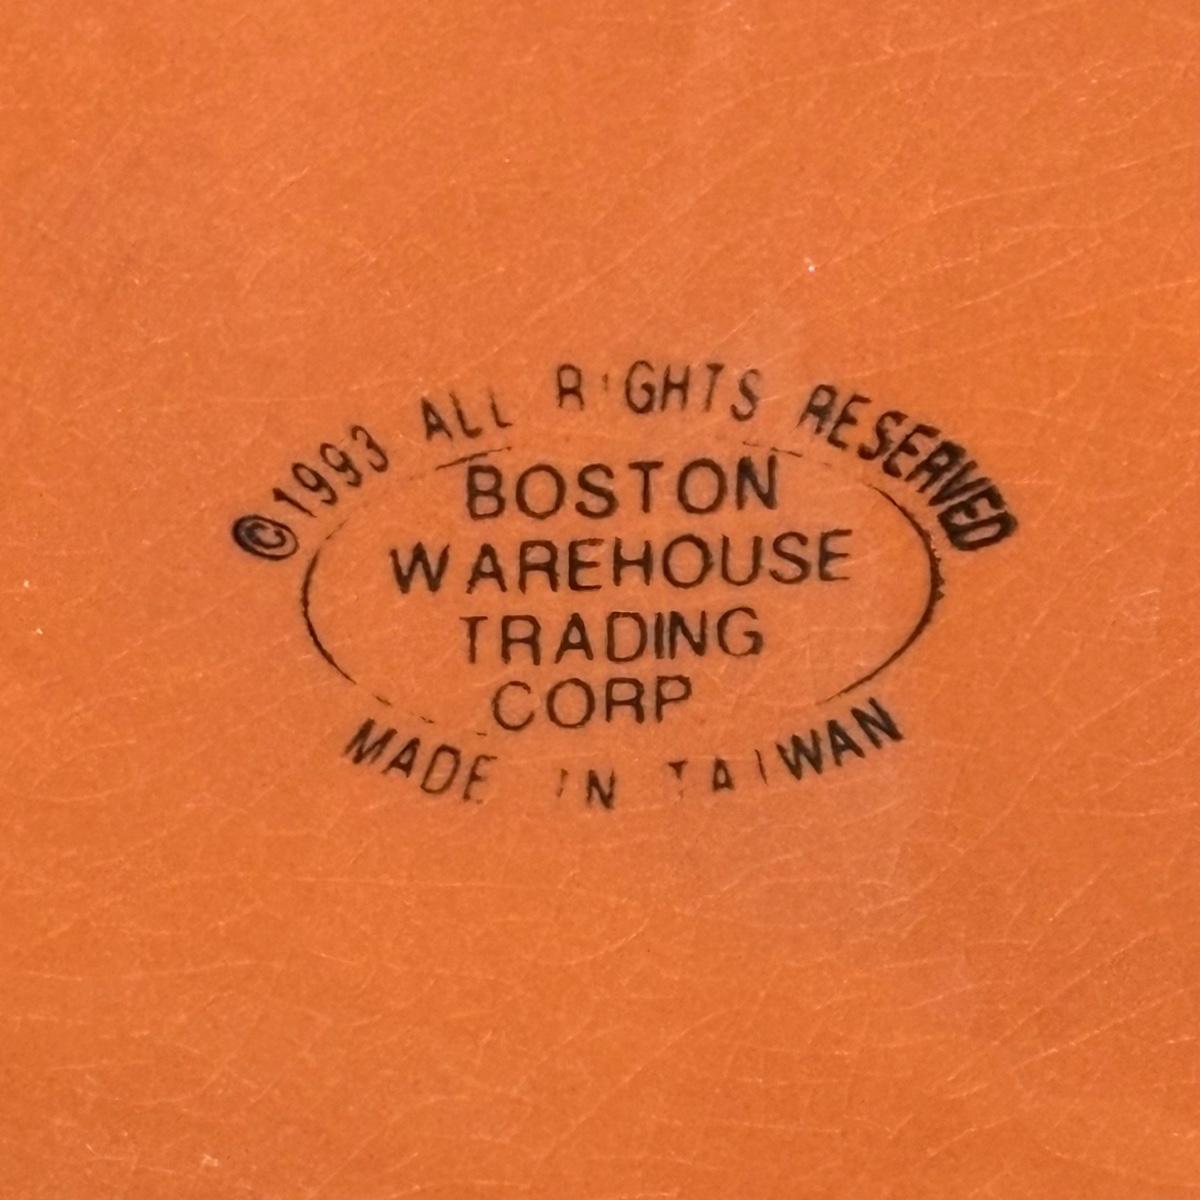 ©1993 ALL RIGHTS RESERVED
BOSTON
WAREHOUSE
TRADING
CORP
MADE IN TAIWAN